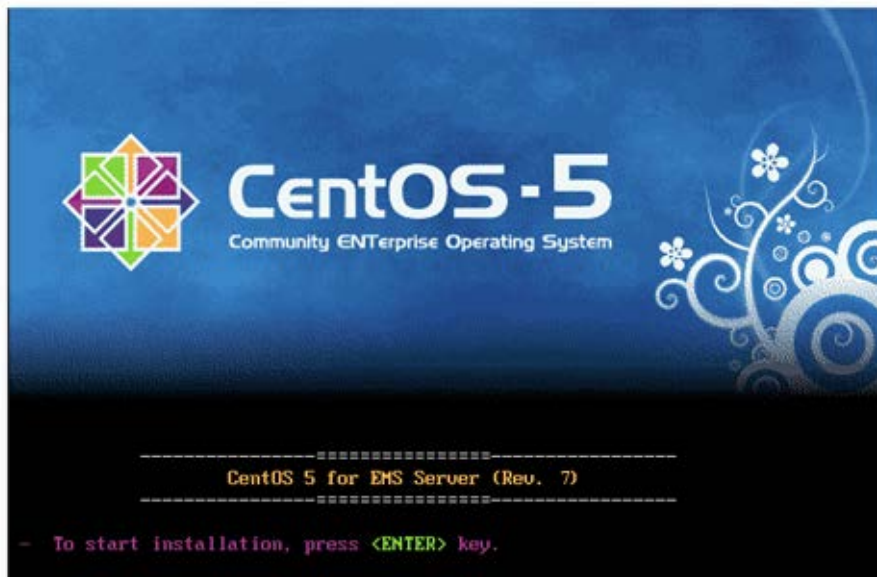 CentOS-5
Community ENTerprise Operating System
CentOS 5 for EMS Server (Rev. 7)
- To start installation, press <ENTER> key.